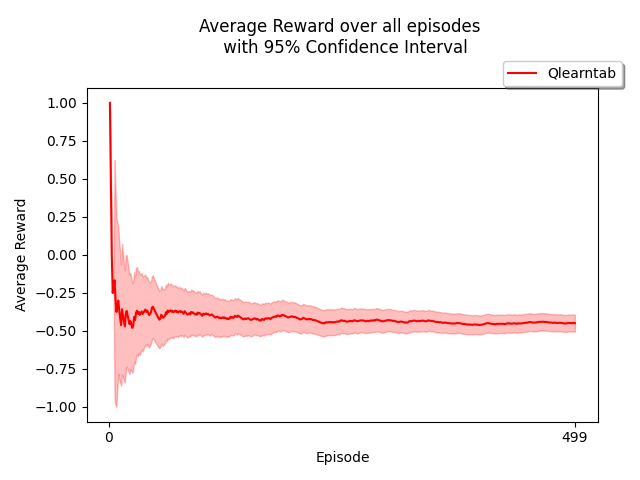 Average Reward over all episodes
with 95% Confidence Interval
Qlearntab
1.00
0.75
0.50
0.25
0.00
−0.25
−0.50
−0.75
−1.00
Average Reward
0
499
Episode